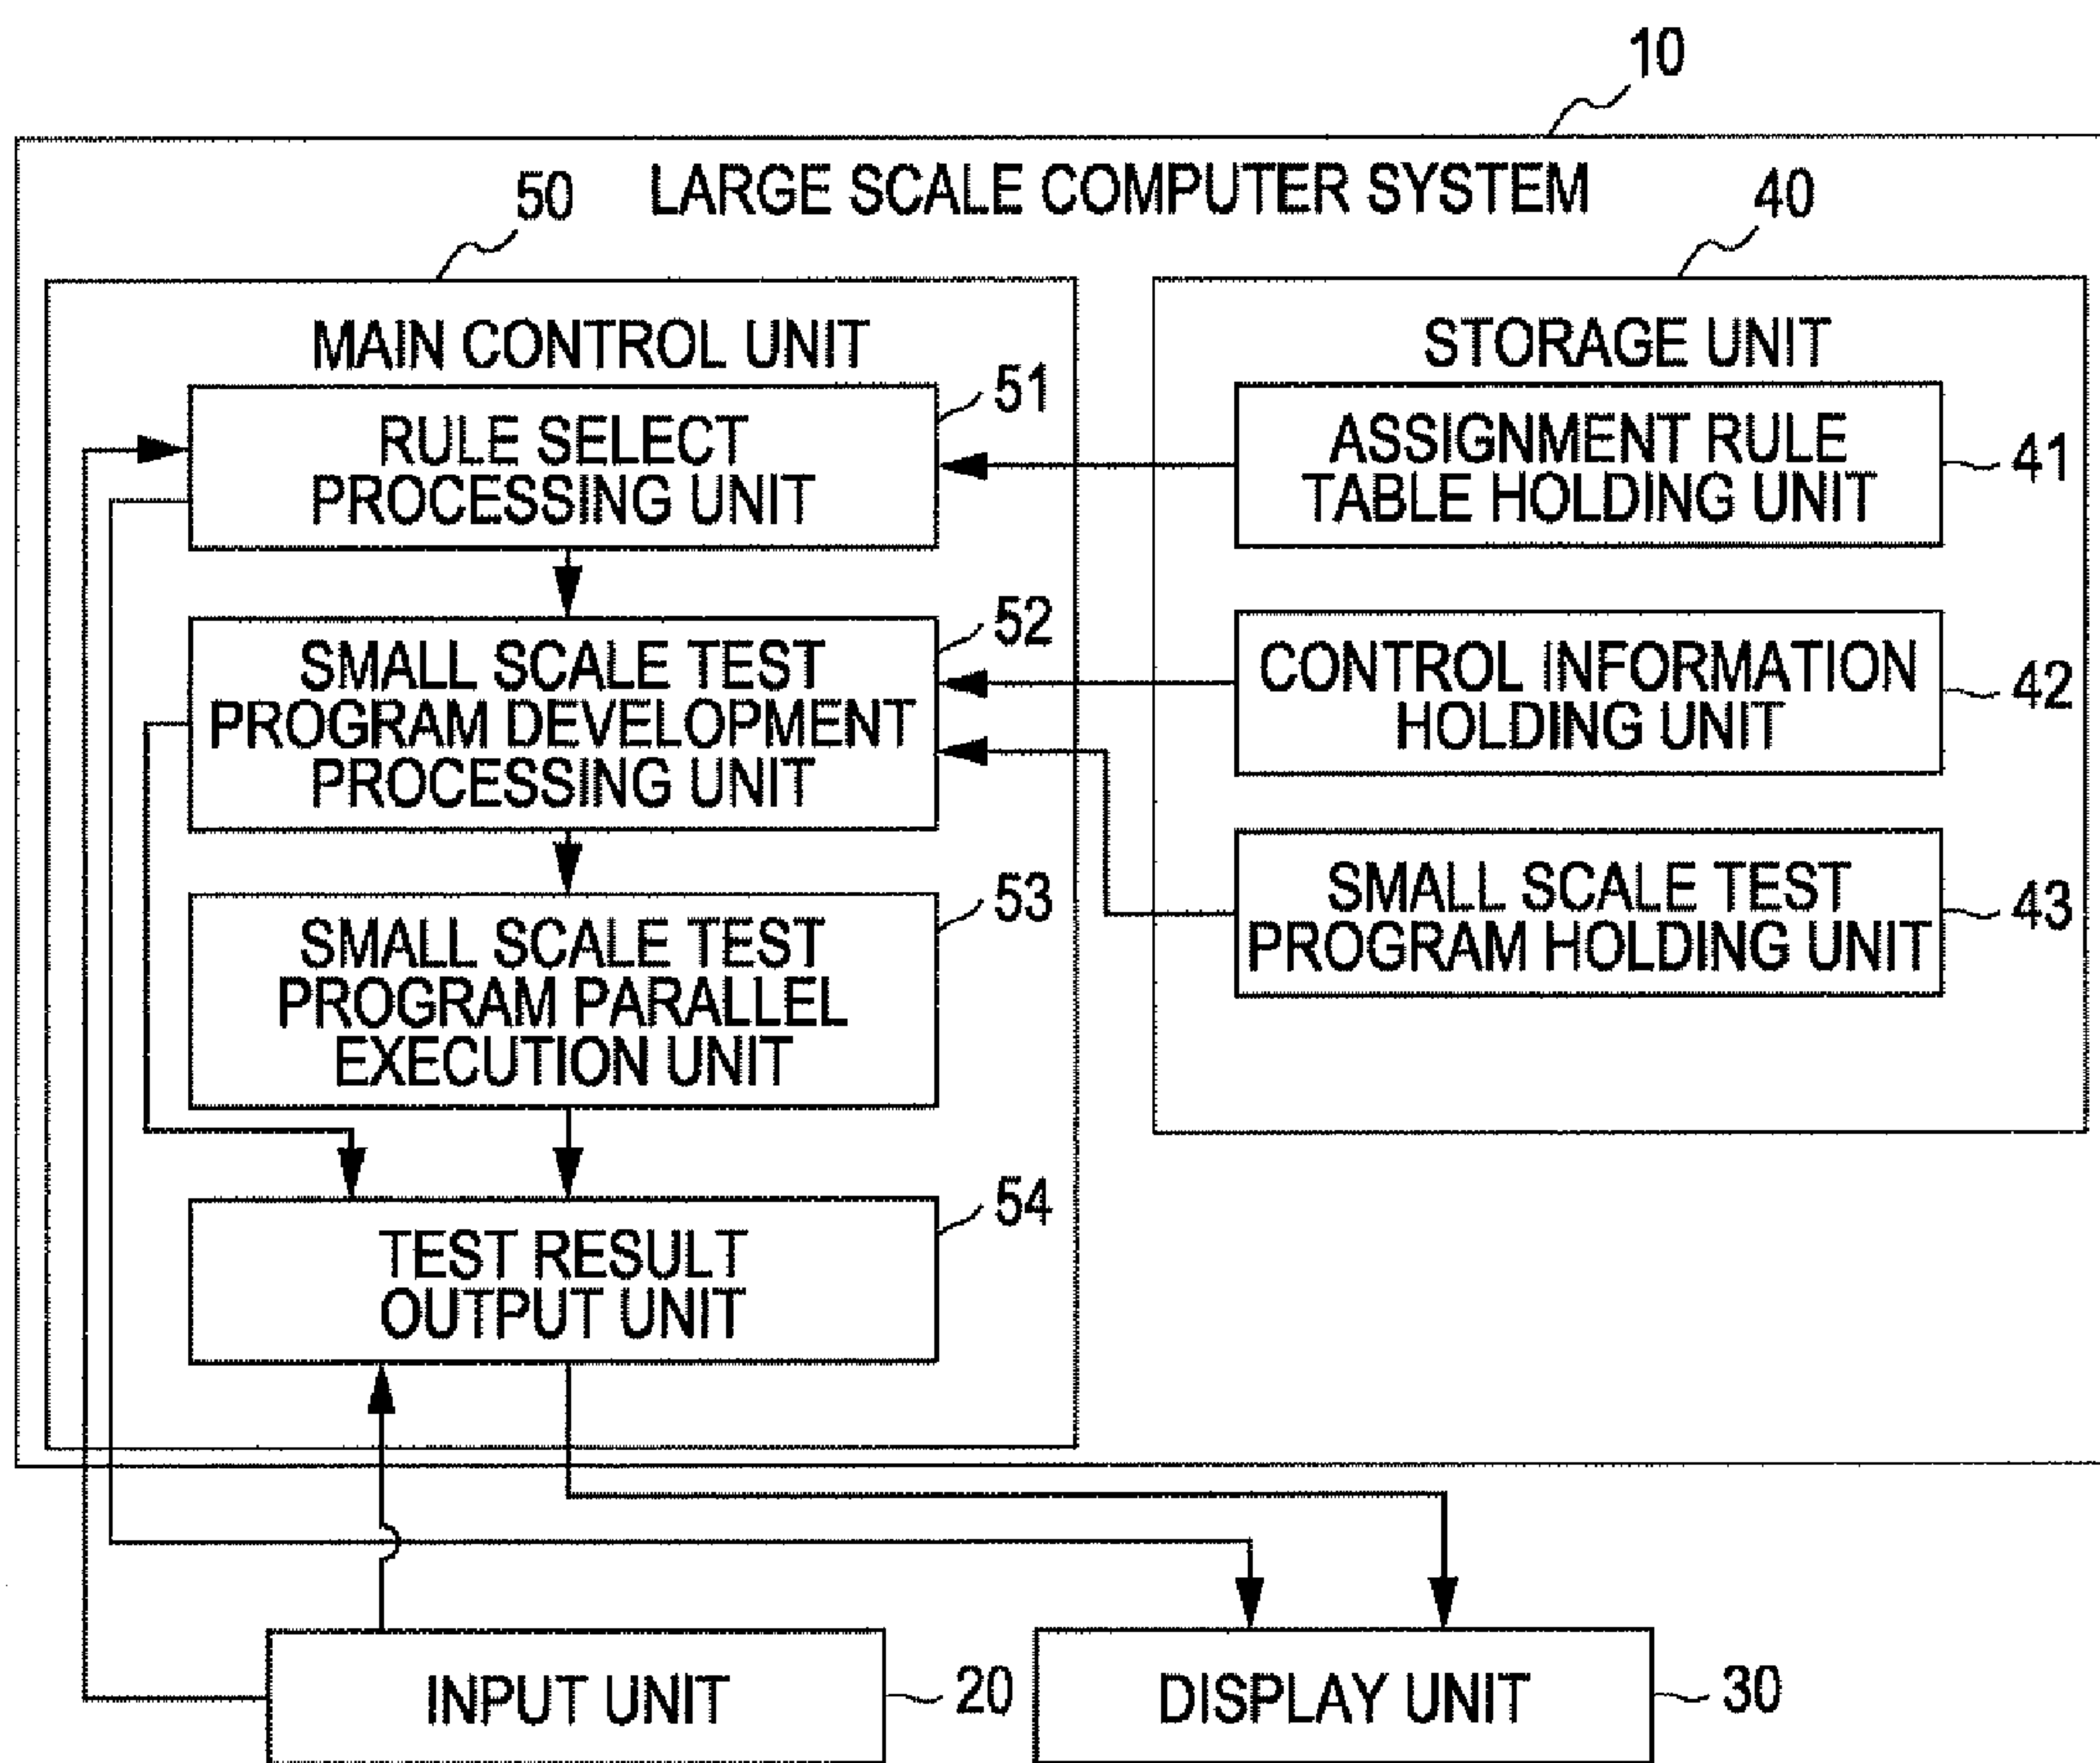 10
LARGE SCALE COMPUTER SYSTEM
50
40
MAIN CONTROL UNIT
STORAGE UNIT
RULE SELECT
PROCESSING UNIT
51
ASSIGNMENT RULE
TABLE HOLDING UNIT
41
SMALL SCALE TEST
PROGRAM DEVELOPMENT
PROCESSING UNIT
52
CONTROL INFORMATION
HOLDING UNIT
42
SMALL SCALE TEST
PROGRAM PARALLEL
EXECUTION UNIT
53
SMALL SCALE TEST
PROGRAM HOLDING UNIT
43
TEST RESULT
OUTPUT UNIT
54
INPUT UNIT
20
DISPLAY UNIT
30